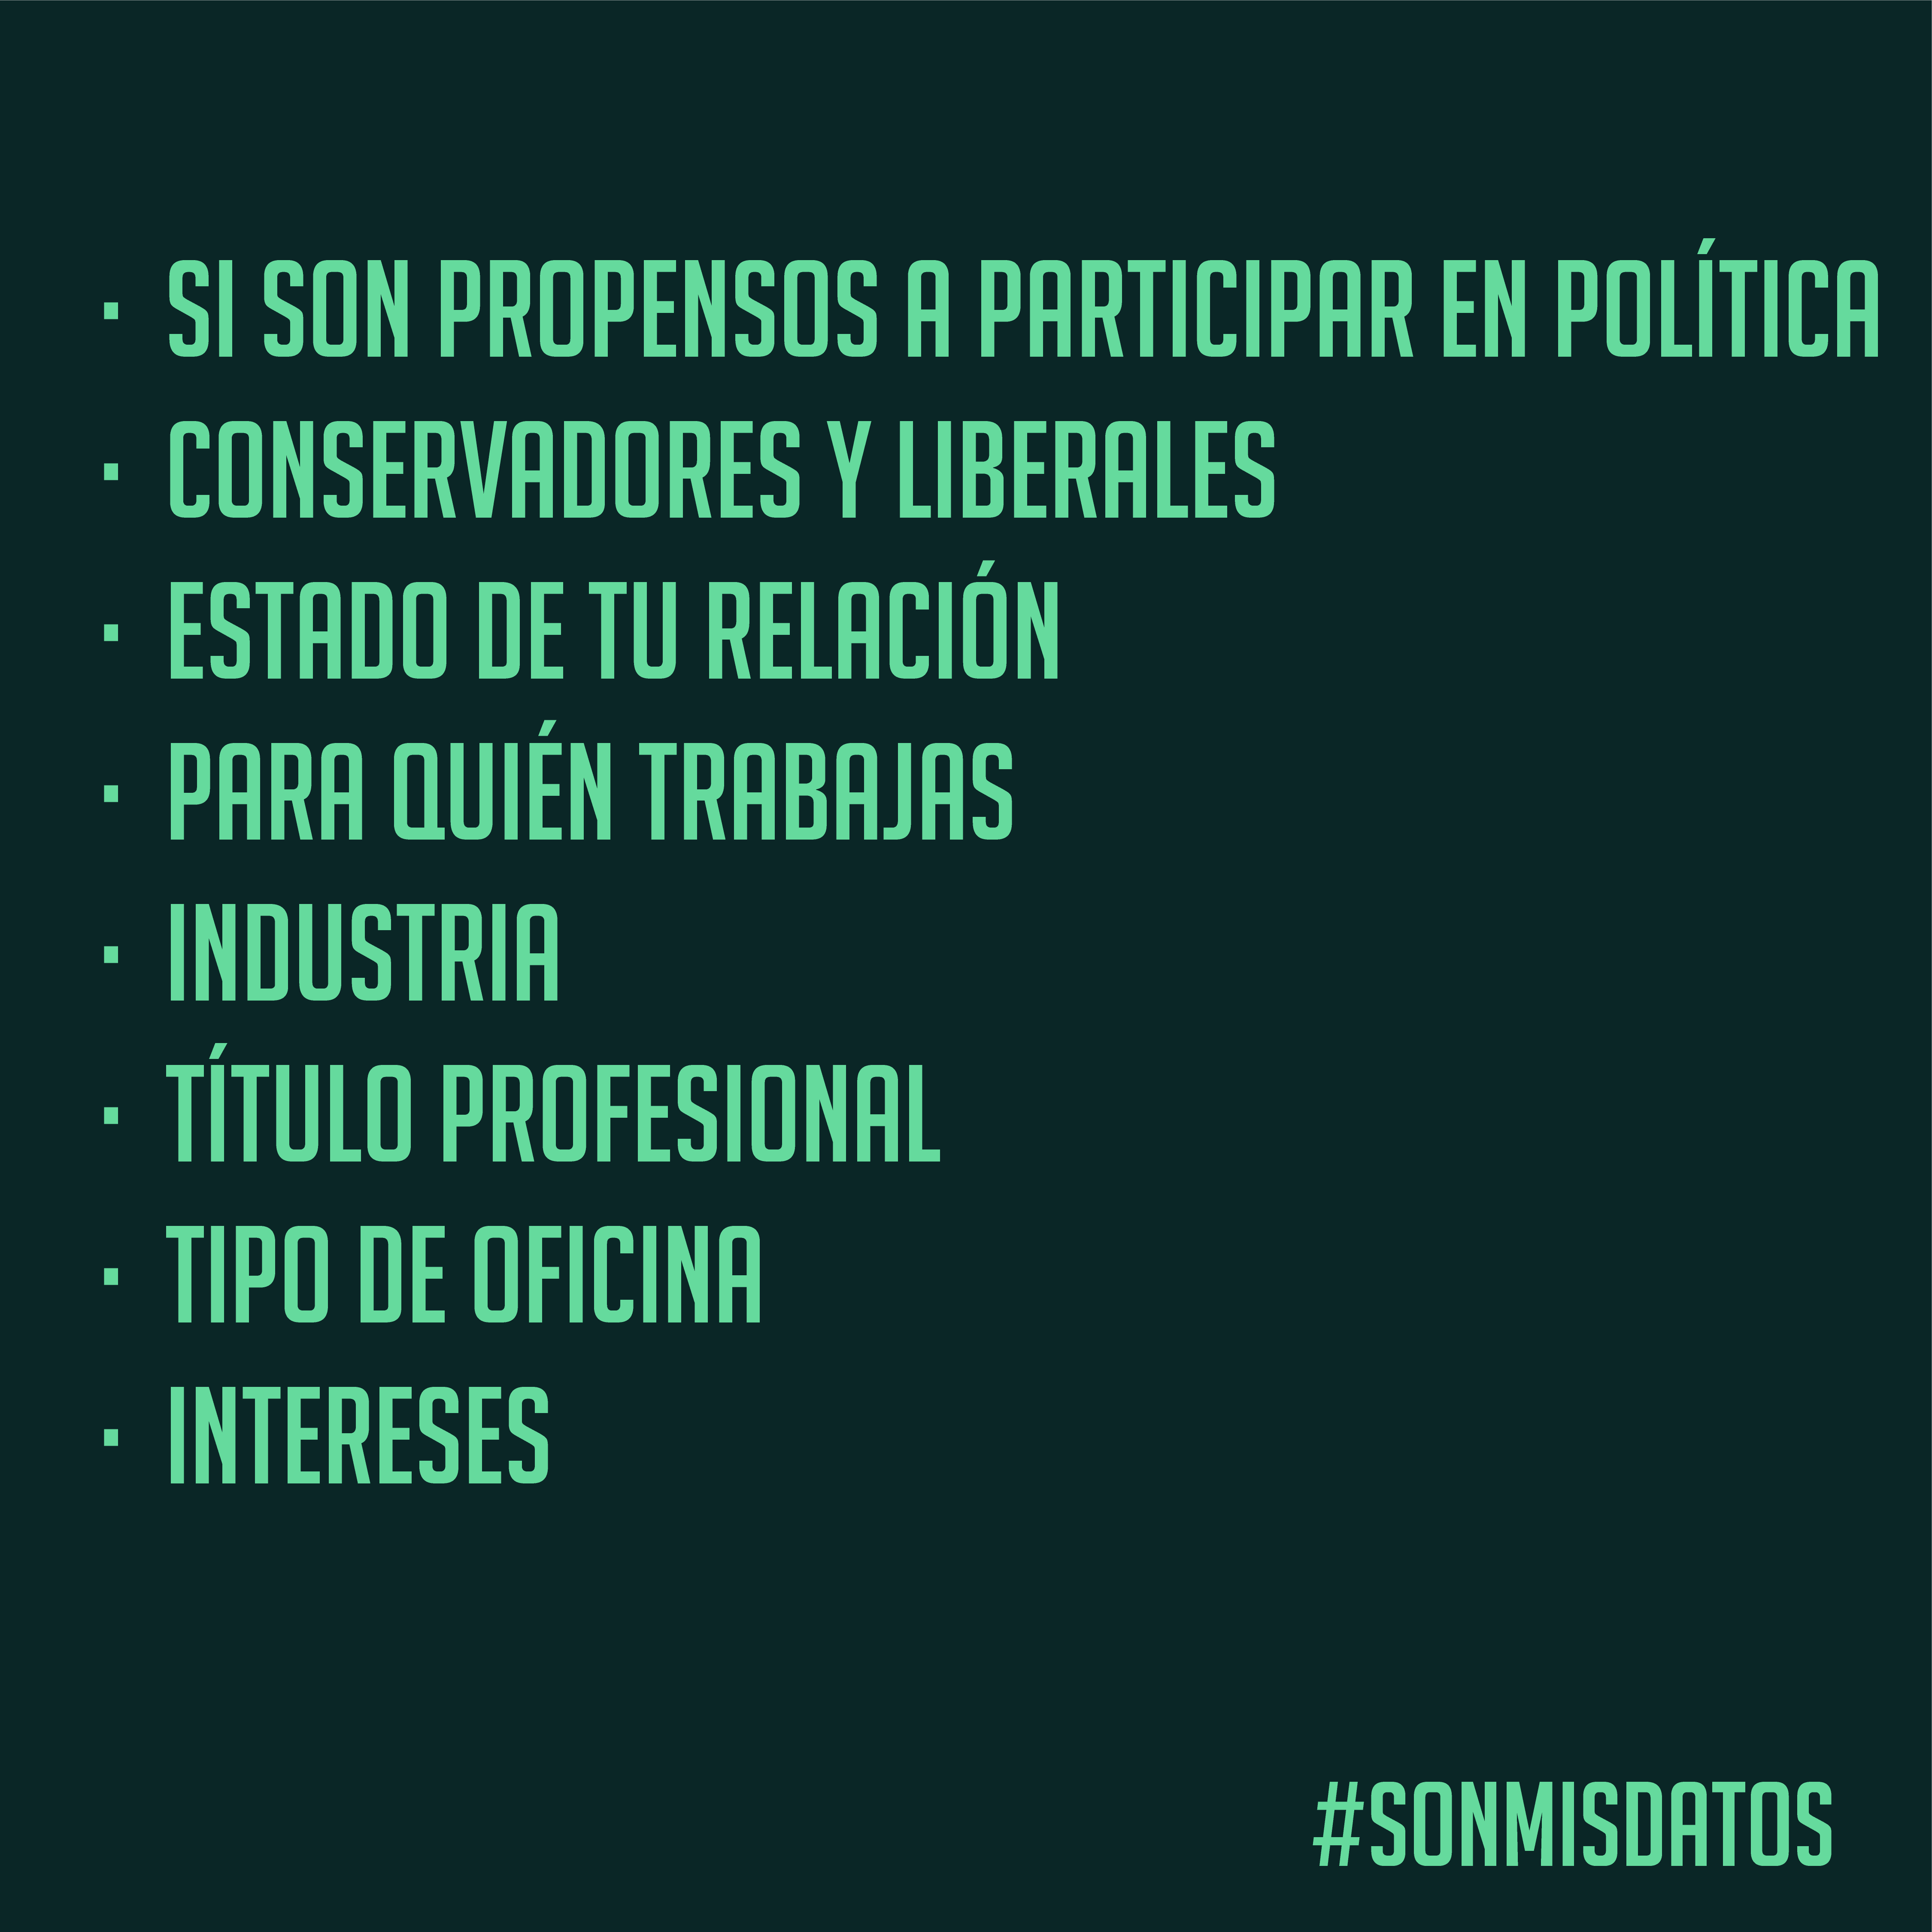 · SI SON PROPENSOS A PARTICIPAR EN POLÍTICA
· CONSERVADORES Y LIBERALES
· ESTADO DE TU RELACIÓN
· PARA QUIÉN TRABAJAS
· INDUSTRIA
· TÍTULO PROFESIONAL
· TIPO DE OFICINA
· INTERESES
#SONMISDATOS